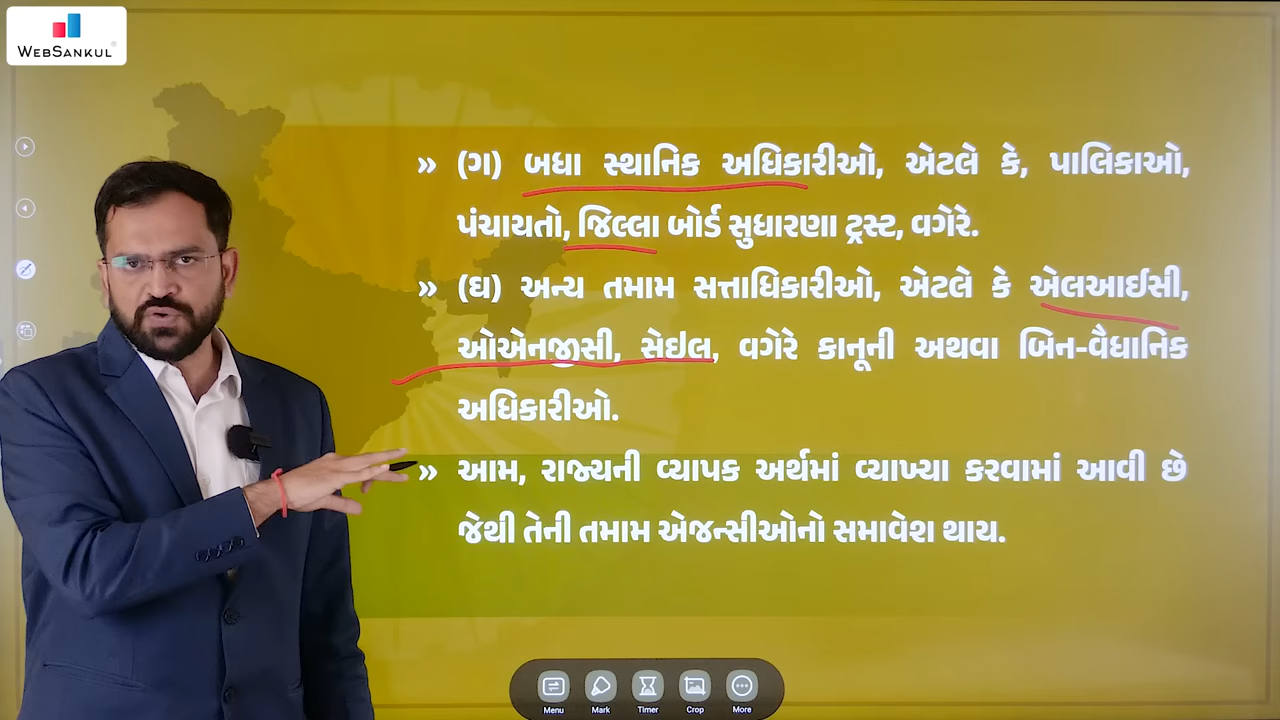 WEBSANKUL
» (ગ) બધા સ્થાનિક અધિકારીઓ, એટલે કે, પાલિકાઓ,
પંચાયતો, જિલ્લા બોર્ડ સુધારણા ટ્રસ્ટ, વગેરે.
» (ઘ) અન્ય તમામ સત્તાધિકારીઓ, એટલે કે એલઆઈસી,
ઓએનજીસી, સેઇલ, વગેરે કાનૂની અથવા બિન-વૈધાનિક
અધિકારીઓ.
» આમ, રાજ્યની વ્યાપક અર્થમાં વ્યાખ્યા કરવામાં આવી છે
જેથી તેની તમામ એજન્સીઓનો સમાવેશ થાય.
Menu Mark Timer Crop More